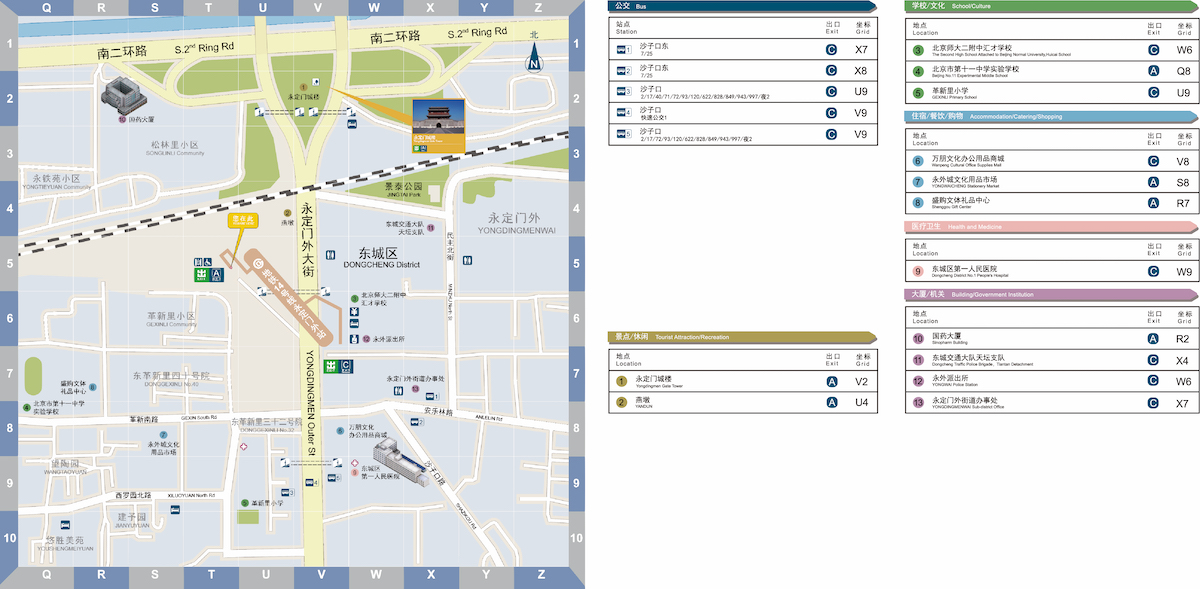 Q R S T U V W X Y Z
1
2
3
4
5
6
7
8
9
10
南二环路 S.2nd Ring Rd
南二环路 S.2nd Ring Rd
北
N
永定门城楼
国药大厦
松林里小区
SONGLINLI Community
永铁苑小区
YONGTIEYUAN Community
景泰公园
JINGTAI Park
您在此
燕墩
永定门外大街
东城交通大队
天坛支队
民主北街
永定门外
YONGDINGMENWAI
东城区
DONGCHENG District
A
地铁14号线永定门外站
北京师大二附中
汇才学校
革新里小区
GEXINLI Community
永外派出所
C
YONGDINGMEN Outer St
东革新里四十号院
DONGGEXINLI No.40
盛购文体
礼品中心
北京市第十一中学
实验学校
永定门外街道办事处
革新南路 GEXIN South Rd
安乐林路 ANLELIN Rd
东革新里三十二号院
DONGGEXINLI No.32
永外城文化
用品市场
万朋文化
办公用品商城
望陶园
WANGTAOYUAN
东城区
第一人民医院
沙子口路
SHAZIKOU Rd
西罗园北路 XILUOYUAN North Rd
革新里小学
建予园
JIANYUYUAN
悠胜美苑
YOUSHENGMEIYUAN
Q R S T U V W X Y Z
公交 Bus
站点 出口 坐标
Station Exit Grid
1 沙子口东 C X7
7/25
2 沙子口东 C X8
7/25
3 沙子口 C U9
2/17/40/71/72/93/120/622/828/849/943/997/夜2
4 沙子口 C V9
快速公交1
5 沙子口 C V9
2/17/72/93/120/622/828/849/943/997/夜2
景点/休闲 Tourist Attraction/Recreation
地点 出口 坐标
Location Exit Grid
1 永定门城楼 A V2
Yongdingmen Gate Tower
2 燕墩 A U4
YANDUN
学校/文化 School/Culture
地点 出口 坐标
Location Exit Grid
3 北京师大二附中汇才学校 C W6
The Second High School Attached to Beijing Normal University,Huicai School
4 北京市第十一中学实验学校 A Q8
Beijing No.11 Experimental Middle School
5 革新里小学 C U9
GEXINLI Primary School
住宿/餐饮/购物 Accommodation/Catering/Shopping
地点 出口 坐标
Location Exit Grid
6 万朋文化办公用品商城 C V8
Wanpeng Cultural Office Supplies Mall
7 永外城文化用品市场 A S8
YONGWAICHENG Stationery Market
8 盛购文体礼品中心 A R7
Shenggou Gift Center
医疗卫生 Health and Medicine
地点 出口 坐标
Location Exit Grid
9 东城区第一人民医院 C W9
Dongcheng District No.1 People's Hospital
大厦/机关 Building/Government Institution
地点 出口 坐标
Location Exit Grid
10 国药大厦 A R2
Sinopharm Building
11 东城交通大队天坛支队 C X4
Dongcheng Traffic Police Brigade, Tiantan Detachment
12 永外派出所 C W6
YONGWAI Police Station
13 永定门外街道办事处 C X7
YONGDINGMENWAI Sub-district Office